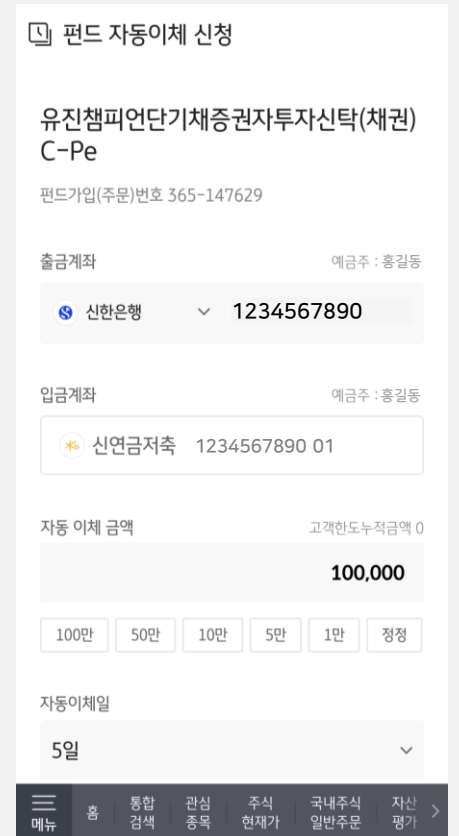 펀드 자동이체 신청
유진챔피언단기채증권자투자신탁(채권)
C-Pe
펀드가입(주문)번호 365-147629
출금계좌 예금주 : 홍길동
신한은행 1234567890
입금계좌 예금주 : 홍길동
신연금저축 1234567890 01
자동 이체 금액 고객한도누적금액 0
100,000
100만 50만 10만 5만 1만 정정
자동이체일
5일
메뉴 홈 통합 검색 관심 종목 주식 현재가 국내주식 일반주문 자산 평가